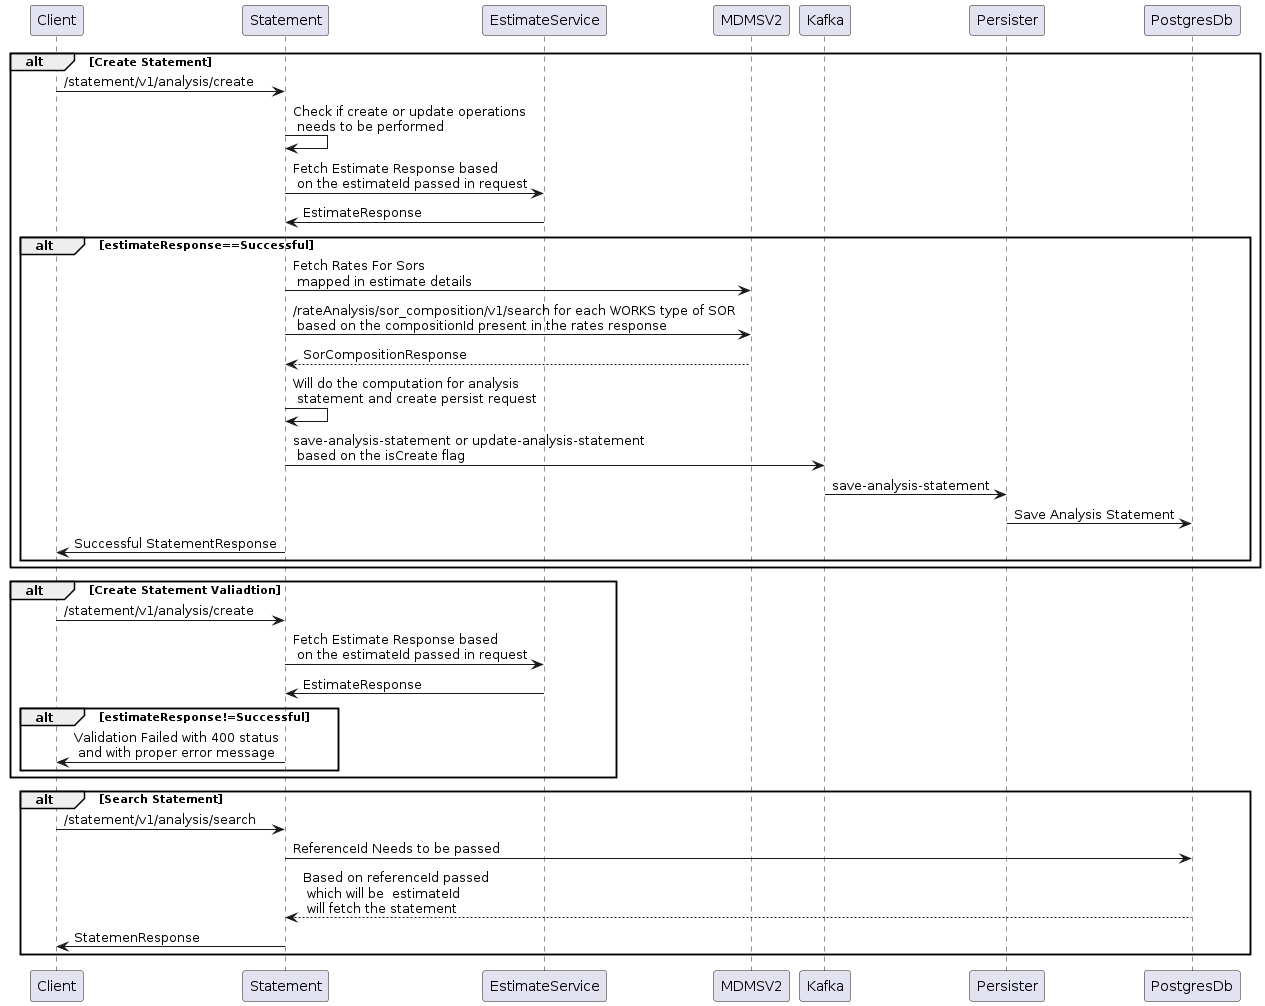 Client Statement EstimateService MDMSV2 Kafka Persister PostgresDb
alt [Create Statement]
/statement/v1/analysis/create
Check if create or update operations
needs to be performed
Fetch Estimate Response based
on the estimateId passed in request
EstimateResponse
alt [estimateResponse==Successful]
Fetch Rates For Sors
mapped in estimate details
/rateAnalysis/sor_composition/v1/search for each WORKS type of SOR
based on the compositionId present in the rates response
SorCompositionResponse
Will do the computation for analysis
statement and create persist request
save-analysis-statement or update-analysis-statement
based on the isCreate flag
save-analysis-statement
Save Analysis Statement
Successful StatementResponse
alt [Create Statement Valiadtion]
/statement/v1/analysis/create
Fetch Estimate Response based
on the estimateId passed in request
EstimateResponse
alt [estimateResponse!=Successful]
Validation Failed with 400 status
and with proper error message
alt [Search Statement]
/statement/v1/analysis/search
ReferenceId Needs to be passed
Based on referenceId passed
which will be  estimateId
will fetch the statement
StatemenResponse
Client Statement EstimateService MDMSV2 Kafka Persister PostgresDb